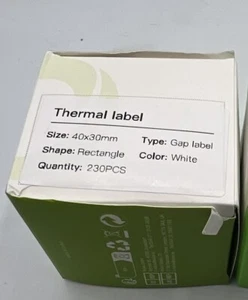 Thermal label
Size: 40x30mm Type: Gap label
Shape: Rectangle Color: White
Quantity: 230PCS